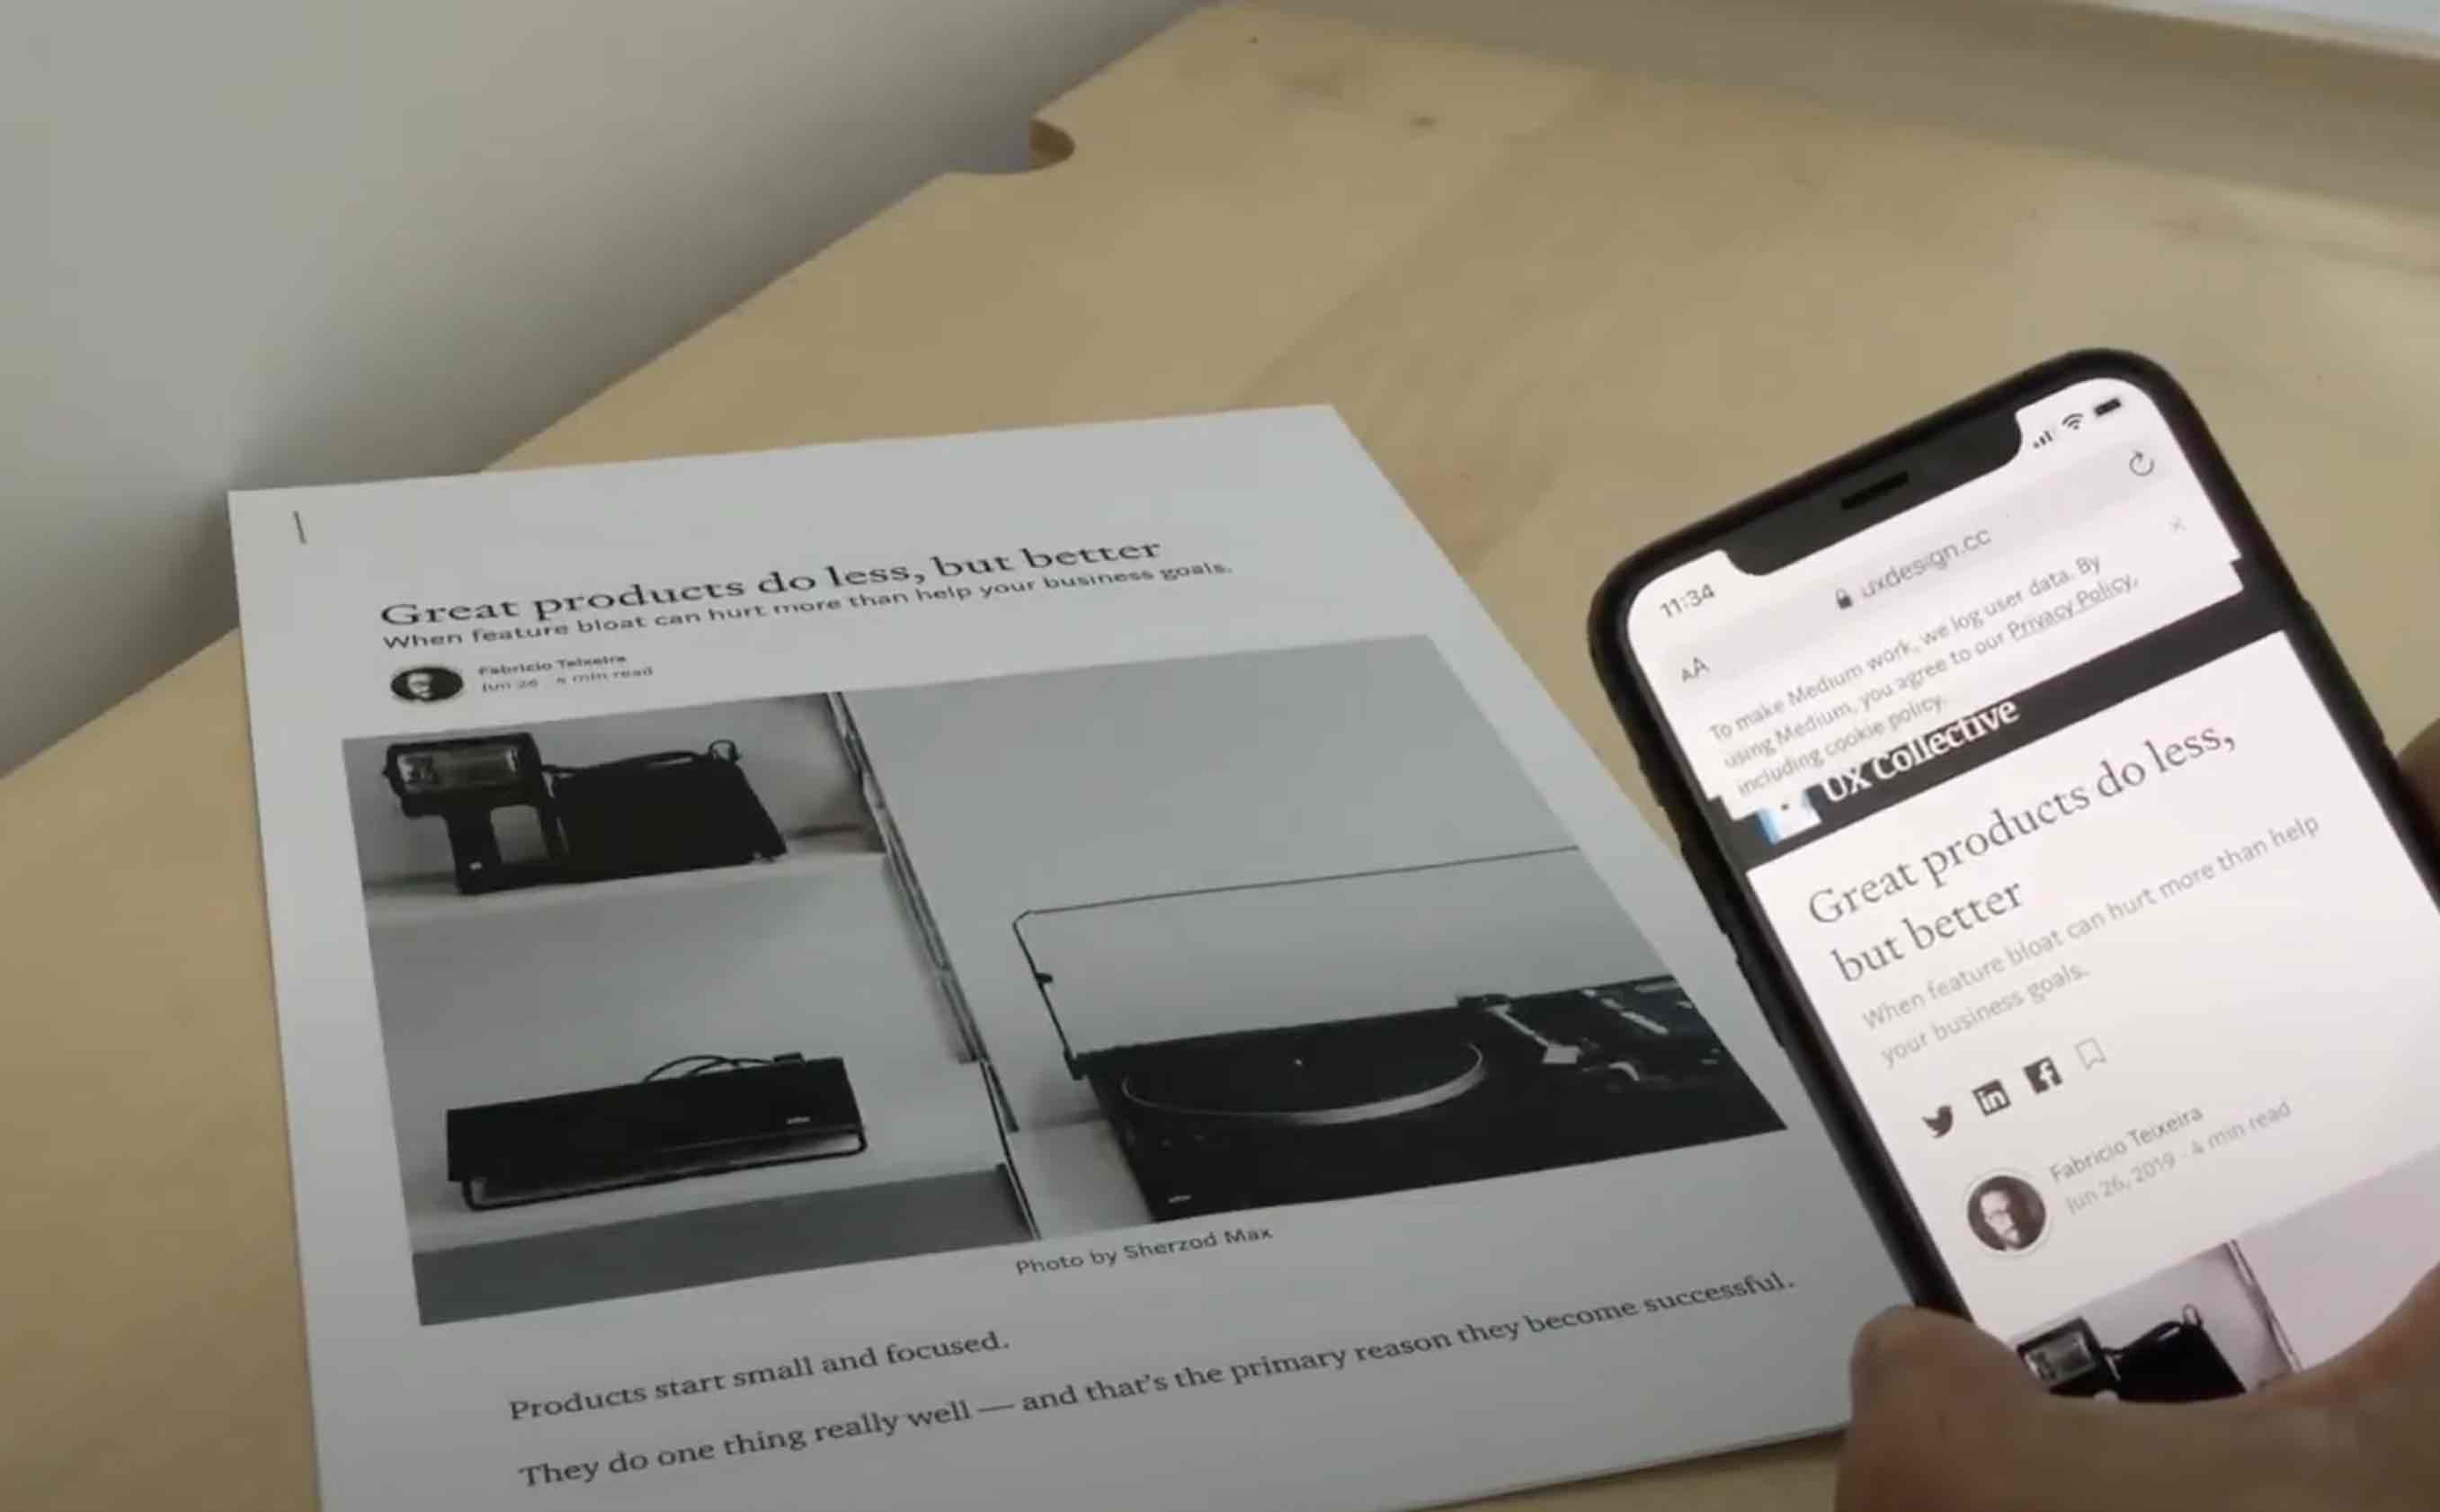 Great products do less, but better
When feature bloat can hurt more than help your business goals.
Fabricio Teixeira
Jun 26 · 4 min read
Photo by Sherzod Max
Products start small and focused.
They do one thing really well — and that's the primary reason they become successful.
11:34
AA
uxdesign.cc
To make Medium work, we log user data. By
using Medium, you agree to our Privacy Policy,
including cookie policy.
UX Collective
Great products do less,
but better
When feature bloat can hurt more than help
your business goals.
Fabricio Teixeira
Jun 26, 2019 · 4 min read